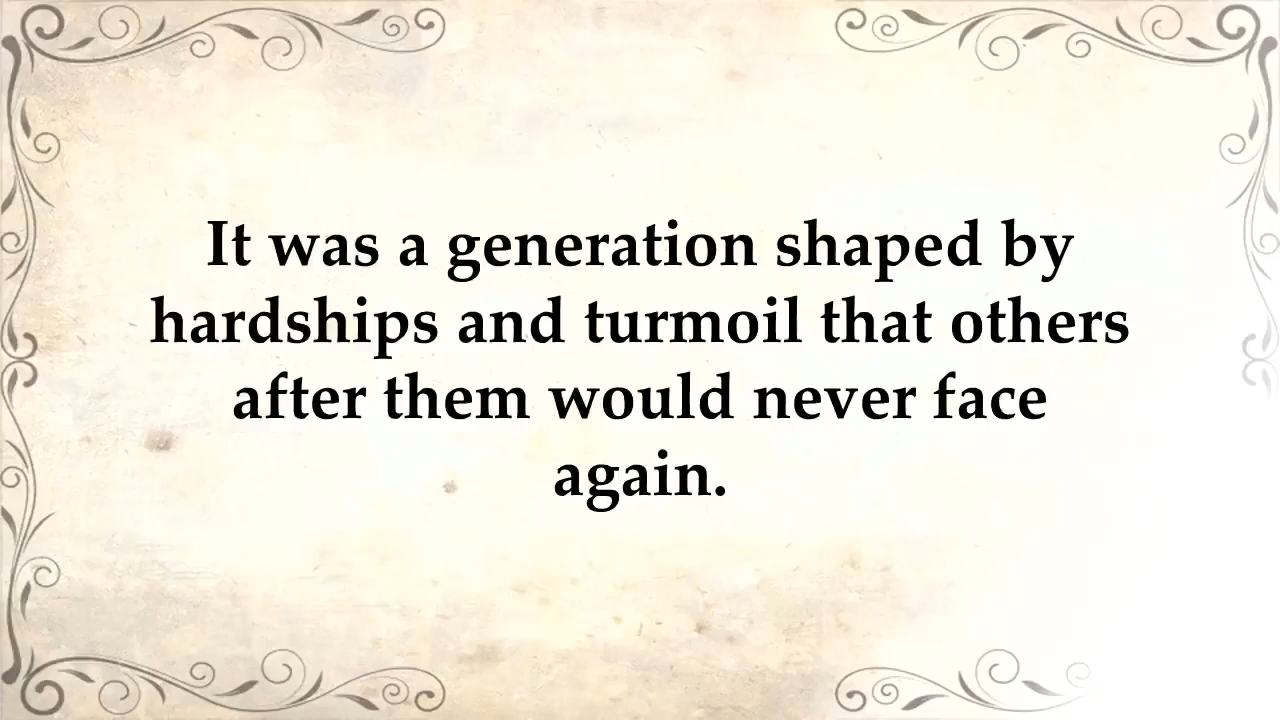 It was a generation shaped by
hardships and turmoil that others
after them would never face
again.